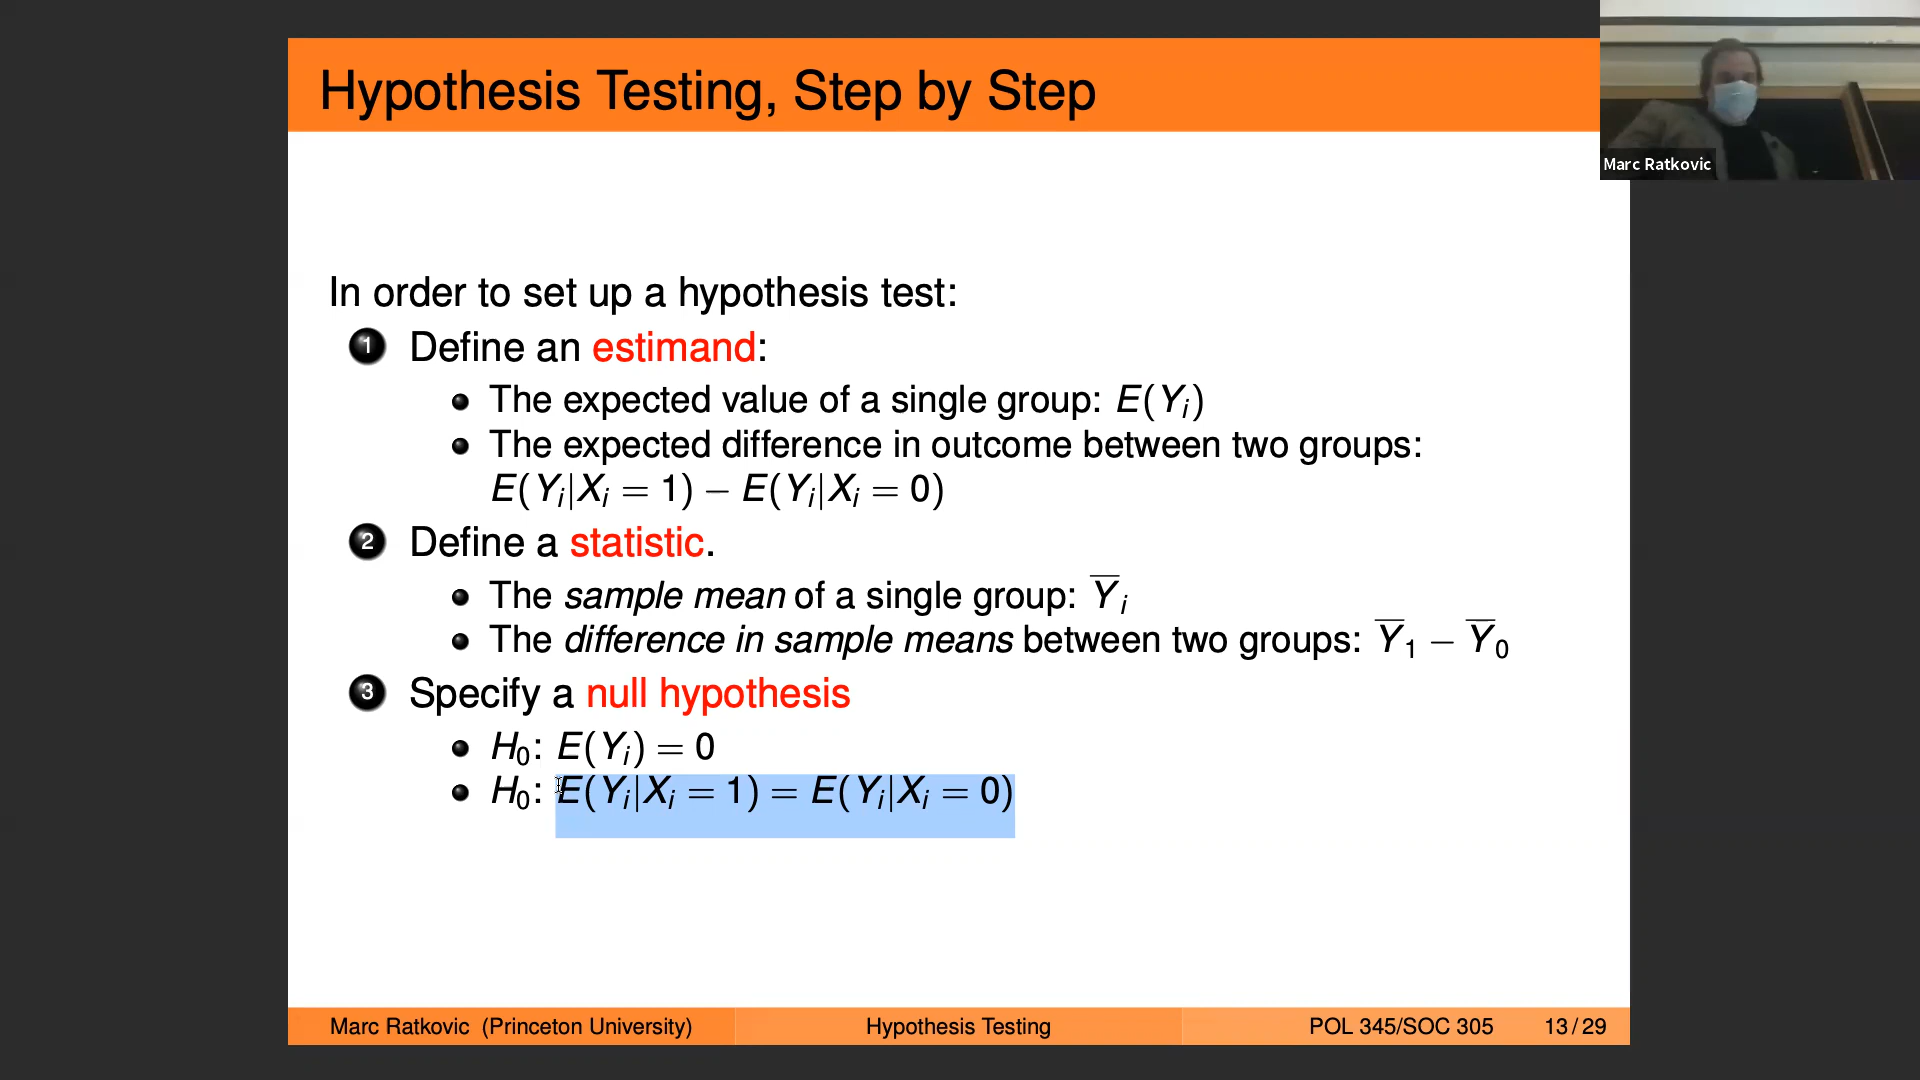 Hypothesis Testing, Step by Step
Marc Ratkovic
In order to set up a hypothesis test:
1 Define an estimand:
• The expected value of a single group: E(Yᵢ)
• The expected difference in outcome between two groups:
E(Yᵢ|Xᵢ = 1) − E(Yᵢ|Xᵢ = 0)
2 Define a statistic.
• The sample mean of a single group: Y̅ᵢ
• The difference in sample means between two groups: Y̅₁ − Y̅₀
3 Specify a null hypothesis
• H₀: E(Yᵢ) = 0
• H₀: E(Yᵢ|Xᵢ = 1) = E(Yᵢ|Xᵢ = 0)
Marc Ratkovic (Princeton University) Hypothesis Testing POL 345/SOC 305 13 / 29